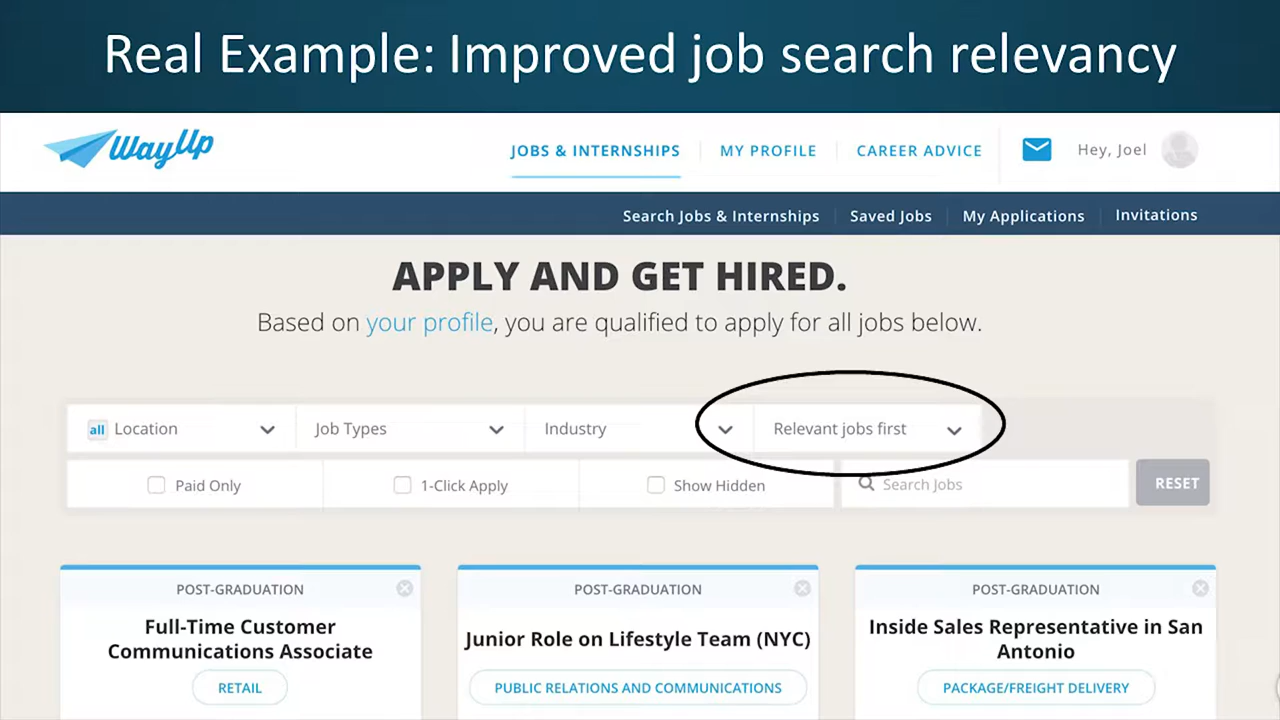 Real Example: Improved job search relevancy
WayUp
JOBS & INTERNSHIPS
MY PROFILE
CAREER ADVICE
Hey, Joel
Search Jobs & Internships
Saved Jobs
My Applications
Invitations
APPLY AND GET HIRED.
Based on your profile, you are qualified to apply for all jobs below.
all Location
Job Types
Industry
Relevant jobs first
Paid Only
1-Click Apply
Show Hidden
Search Jobs
RESET
POST-GRADUATION
Full-Time Customer
Communications Associate
RETAIL
POST-GRADUATION
Junior Role on Lifestyle Team (NYC)
PUBLIC RELATIONS AND COMMUNICATIONS
POST-GRADUATION
Inside Sales Representative in San
Antonio
PACKAGE/FREIGHT DELIVERY